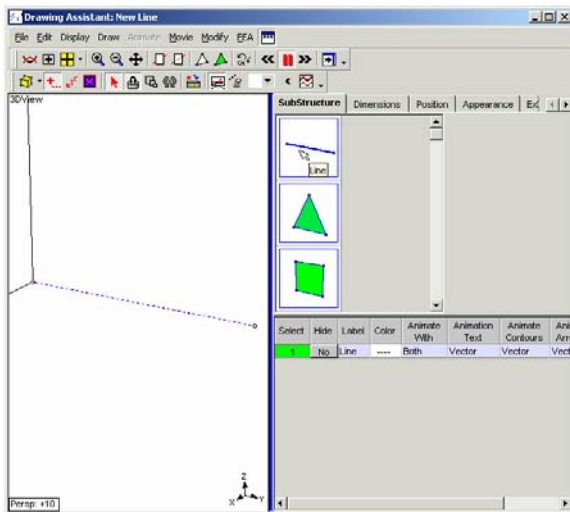 Drawing Assistant: New Line
File Edit Display Draw Animate Movie Modify FEA
3DView
SubStructure Dimensions Position Appearance
Line
Select Hide Label Color Animate With Animation Text Animate Contours
1 No Line ---- Both Vector Vector Vect
Z
X Y
Persp: +10